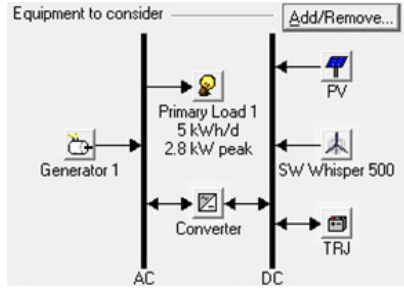 Equipment to consider
Add/Remove...
PV
Primary Load 1
5 kWh/d
2.8 kW peak
Generator 1
SW Whisper 500
Converter
TRJ
AC
DC